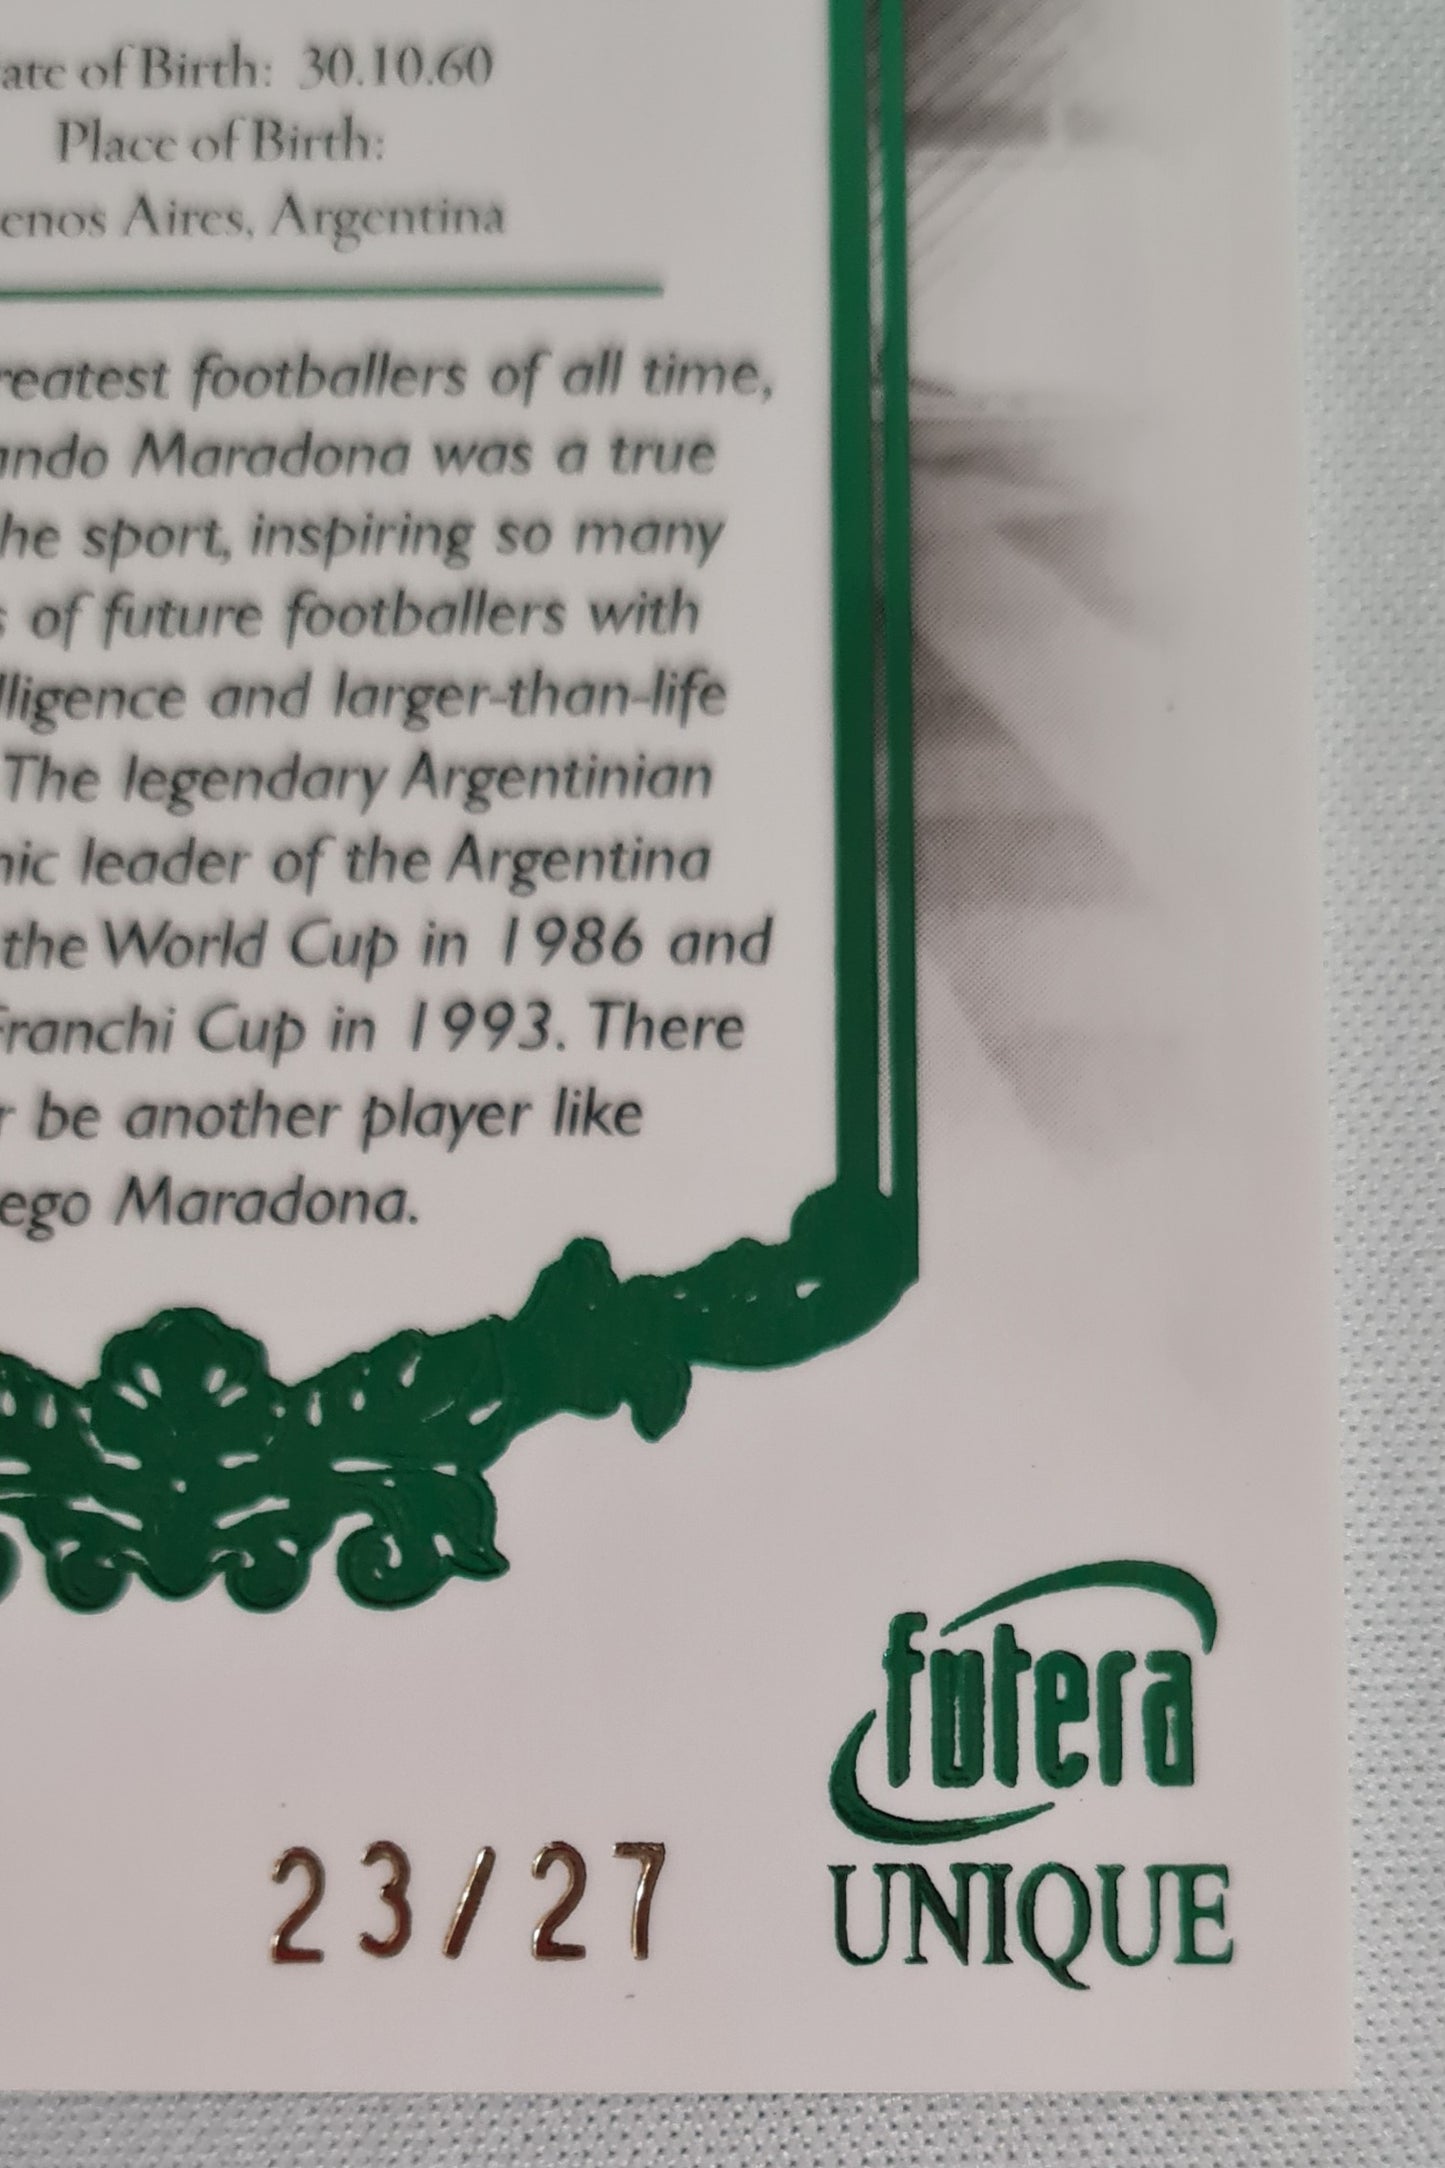 ate of Birth: 30.10.60
Place of Birth:
enos Aires, Argentina
reatest footballers of all time,
ando Maradona was a true
he sport, inspiring so many
s of future footballers with
lligence and larger-than-life
The legendary Argentinian
nic leader of the Argentina
the World Cup in 1986 and
Franchi Cup in 1993. There
r be another player like
ego Maradona.
futera
UNIQUE
23/27